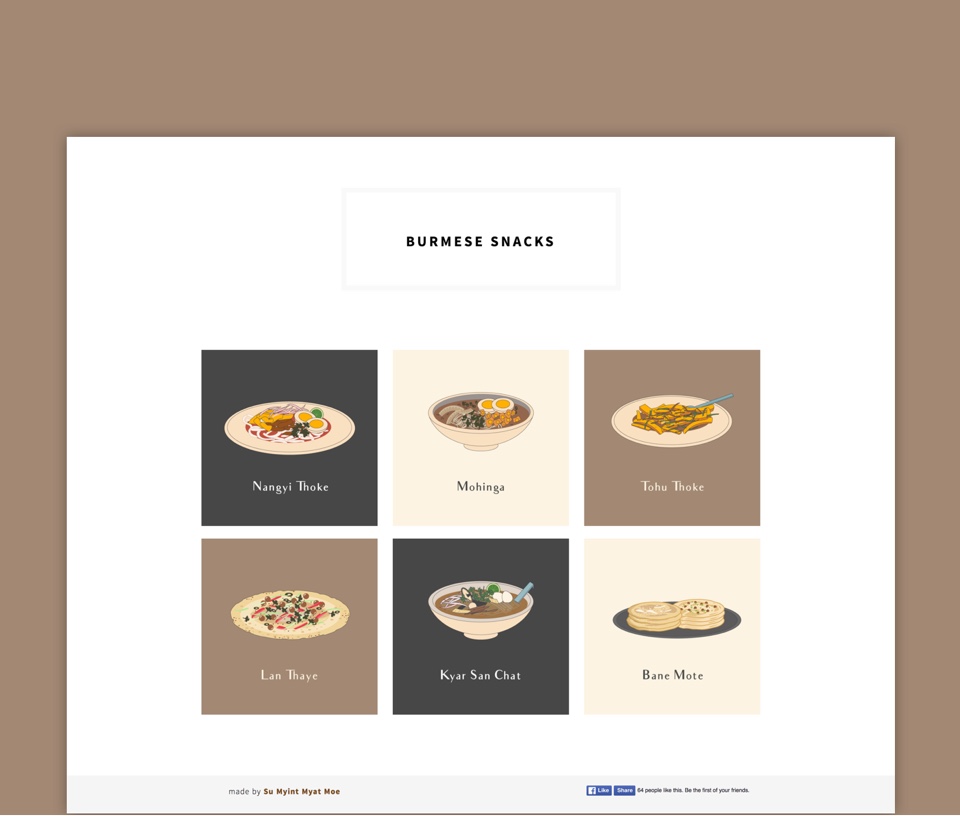 BURMESE SNACKS
Nangyi Thoke
Mohinga
Tohu Thoke
Lan Thaye
Kyar San Chat
Bane Mote
made by Su Myint Myat Moe
Like Share 64 people like this. Be the first of your friends.